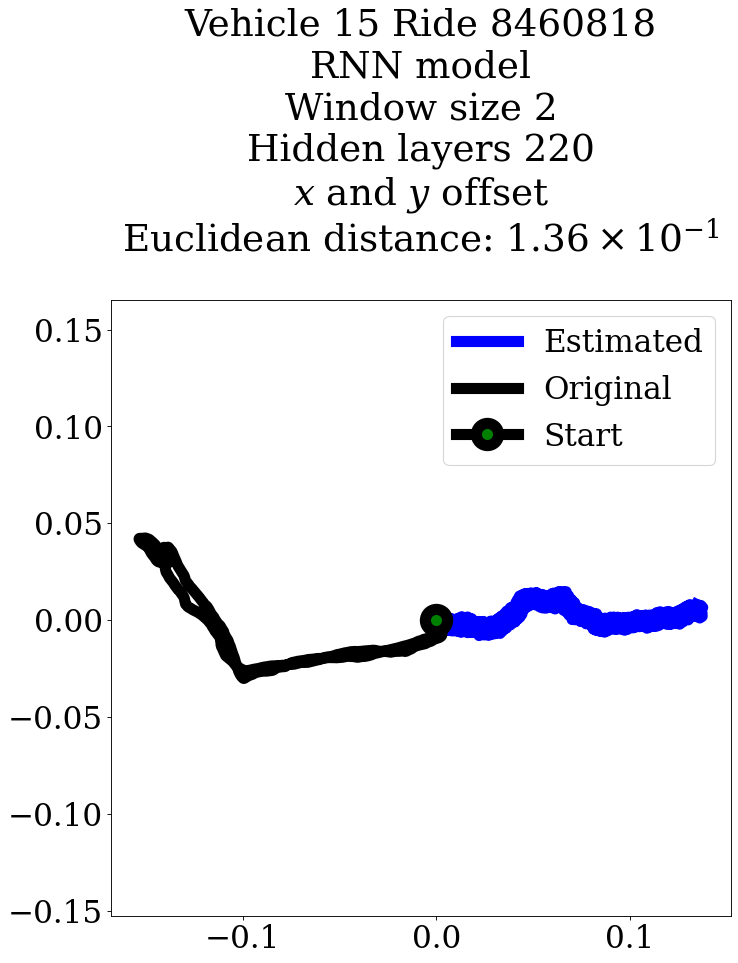 Vehicle 15 Ride 8460818
RNN model
Window size 2
Hidden layers 220
x and y offset
Euclidean distance: 1.36 × 10⁻¹
Estimated
Original
Start
0.15
0.10
0.05
0.00
−0.05
−0.10
−0.15
−0.1
0.0
0.1